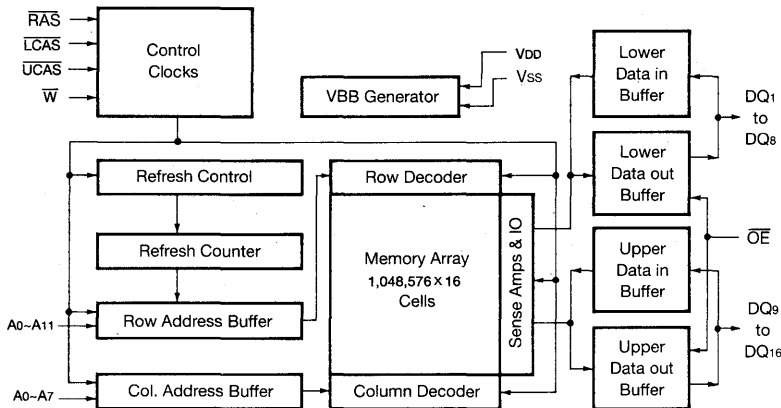 RAS
LCAS
UCAS
W
Control
Clocks
VBB Generator
VDD
VSS
Lower
Data in
Buffer
DQ1
to
DQ8
Lower
Data out
Buffer
Refresh Control
Row Decoder
Refresh Counter
Memory Array
1,048,576×16
Cells
Sense Amps & IO
OE
Upper
Data in
Buffer
A0~A11
Row Address Buffer
DQ9
to
DQ16
Upper
Data out
Buffer
A0~A7
Col. Address Buffer
Column Decoder